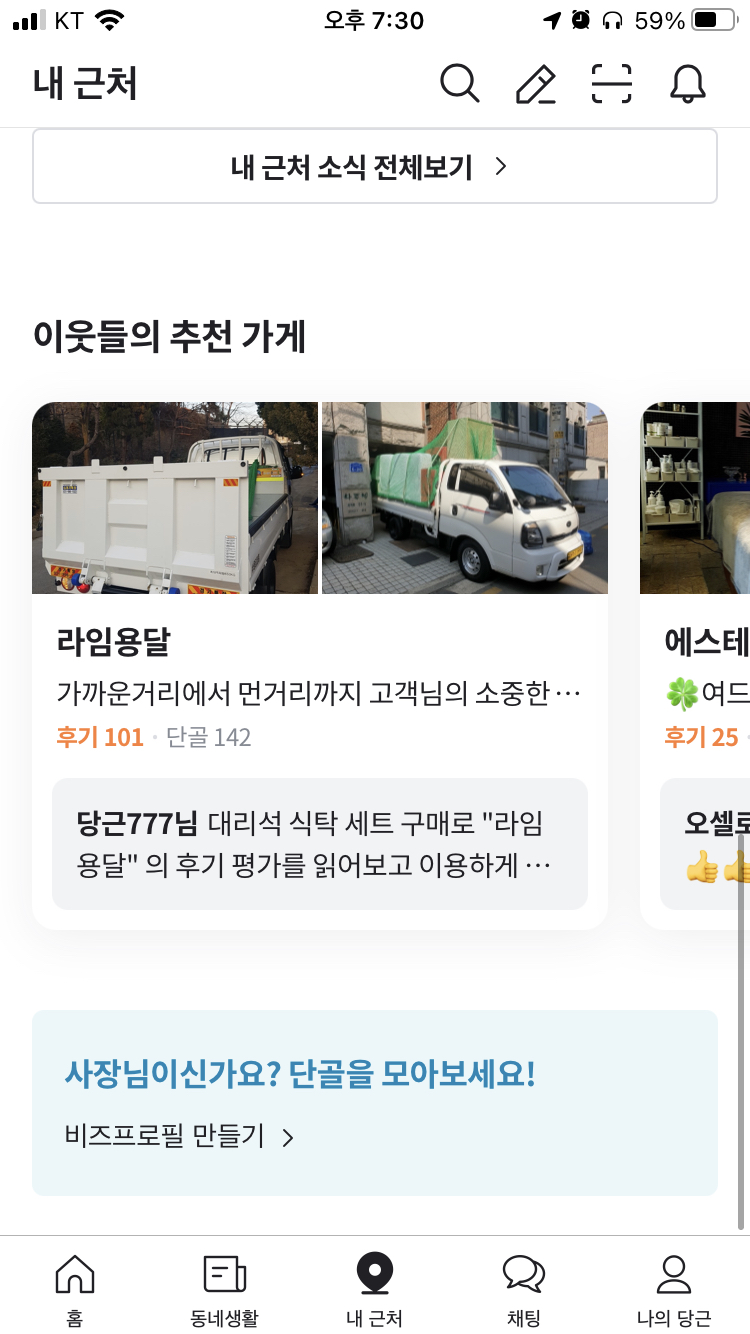 KT 오후 7:30 59%
내 근처
내 근처 소식 전체보기
이웃들의 추천 가게
라임용달
가까운거리에서 먼거리까지 고객님의 소중한…
후기 101 · 단골 142
당근777님 대리석 식탁 세트 구매로 "라임
용달" 의 후기 평가를 읽어보고 이용하게 …
에스테
🍀여드
후기 25 ·
오셀로
👍👍
사장님이신가요? 단골을 모아보세요!
비즈프로필 만들기
홈 동네생활 내 근처 채팅 나의 당근